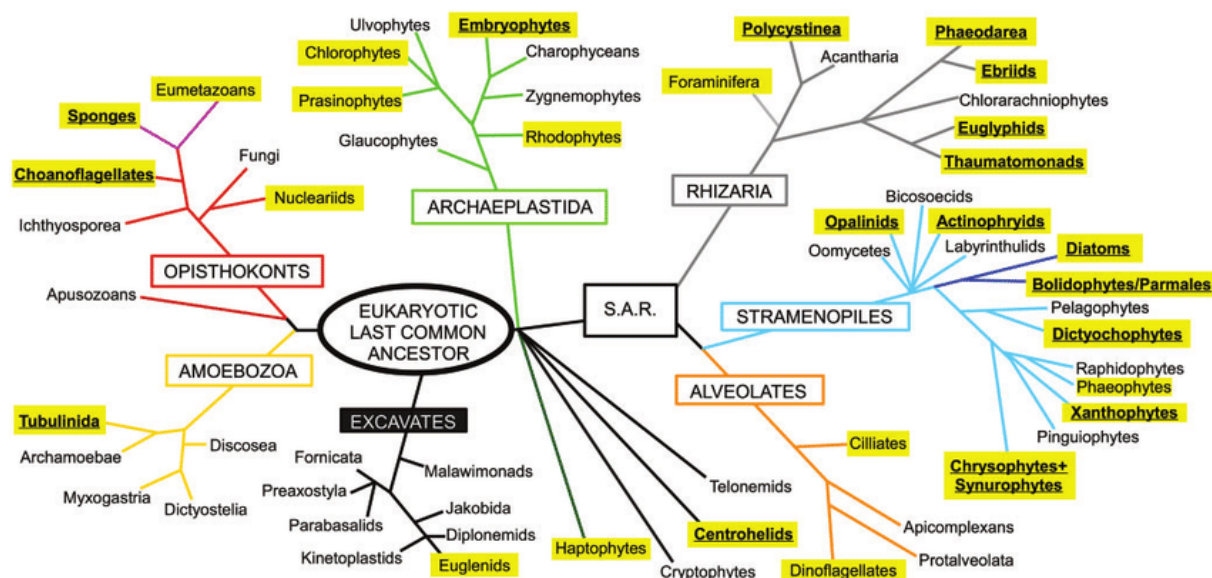 Ulvophytes
Embryophytes
Chlorophytes
Charophyceans
Prasinophytes
Zygnemophytes
Glaucophytes
Rhodophytes
ARCHAEPLASTIDA
Eumetazoans
Sponges
Fungi
Choanoflagellates
Nucleariids
Ichthyosporea
OPISTHOKONTS
Apusozoans
Polycystinea
Phaeodarea
Acantharia
Foraminifera
Ebriids
Chlorarachniophytes
Euglyphids
Thaumatomonads
RHIZARIA
Bicosoecids
Opalinids
Actinophryids
Oomycetes
Labyrinthulids
Diatoms
Bolidophytes/Parmales
Pelagophytes
Dictyochophytes
Raphidophytes
Phaeophytes
Xanthophytes
Pinguiophytes
Chrysophytes+
Synurophytes
STRAMENOPILES
EUKARYOTIC
LAST COMMON
ANCESTOR
S.A.R.
AMOEBOZOA
Tubulinida
Archamoebae
Discosea
Myxogastria
Dictyostelia
EXCAVATES
Fornicata
Malawimonads
Preaxostyla
Jakobida
Parabasalids
Diplonemids
Kinetoplastids
Euglenids
Haptophytes
Cryptophytes
Centrohelids
Telonemids
ALVEOLATES
Cilliates
Apicomplexans
Protalveolata
Dinoflagellates